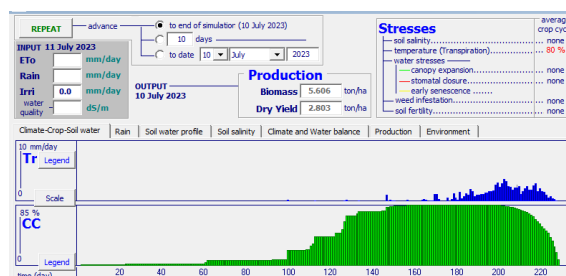 REPEAT
advance
to end of simulation (10 July 2023)
10 days
to date 10 July 2023
INPUT 11 July 2023
ETo mm/day
Rain mm/day
Irri 0.0 mm/day
water quality dS/m
OUTPUT
10 July 2023
Production
Biomass 5.606 ton/ha
Dry Yield 2.803 ton/ha
Stresses
averag
crop cyc
soil salinity none
temperature (Transpiration) 80 %
water stresses
canopy expansion none
stomatal closure none
early senescence
weed infestation none
soil fertility none
Climate-Crop-Soil water Rain Soil water profile Soil salinity Climate and Water balance Production Environment
10 mm/day
Tr Legend
0 Scale
85 %
CC
0 Legend
time (day) 20 40 60 80 100 120 140 160 180 200 220